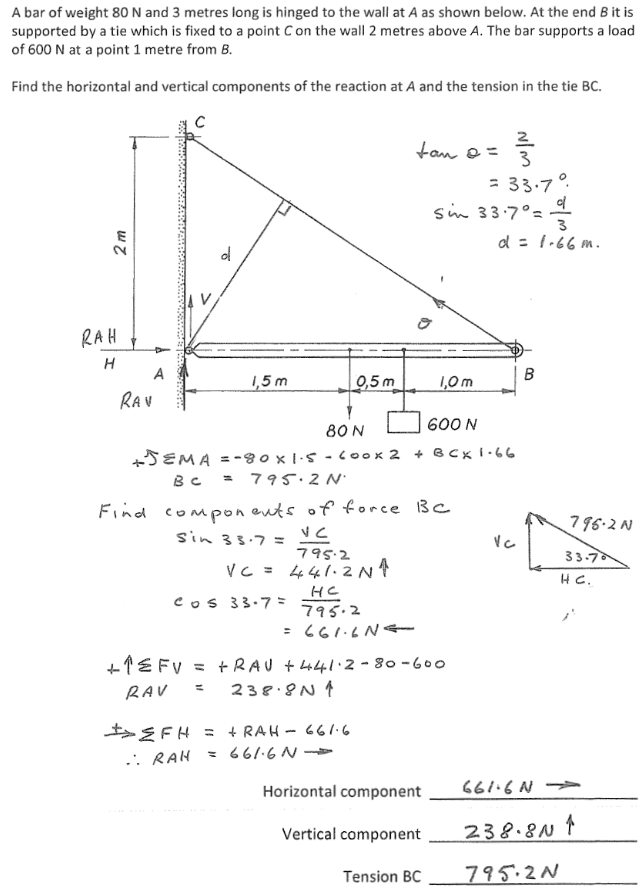 A bar of weight 80 N and 3 metres long is hinged to the wall at A as shown below. At the end B it is
supported by a tie which is fixed to a point C on the wall 2 metres above A. The bar supports a load
of 600 N at a point 1 metre from B.
Find the horizontal and vertical components of the reaction at A and the tension in the tie BC.
C
tan θ = 2/3
= 33.7°.
sin 33.7° = d/3
d = 1.66 m.
2 m
d
V
θ
RAH
H
A
B
RAV
1,5 m
0,5 m
1,0 m
80 N
600 N
+↺ΣMA = -80 x 1.5 - 600 x 2 + BC x 1.66
BC = 795.2 N.
Find components of force BC
sin 33.7 = VC/795.2
VC = 441.2 N ↑
cos 33.7 = HC/795.2
= 661.6 N ←
795.2 N
VC
33.7°
HC.
+↑ΣFV = +RAV + 441.2 - 80 - 600
RAV = 238.8 N ↑
+→ ΣFH = + RAH - 661.6
∴ RAH = 661.6 N →
Horizontal component 661.6 N →
Vertical component 238.8N ↑
Tension BC 795.2N